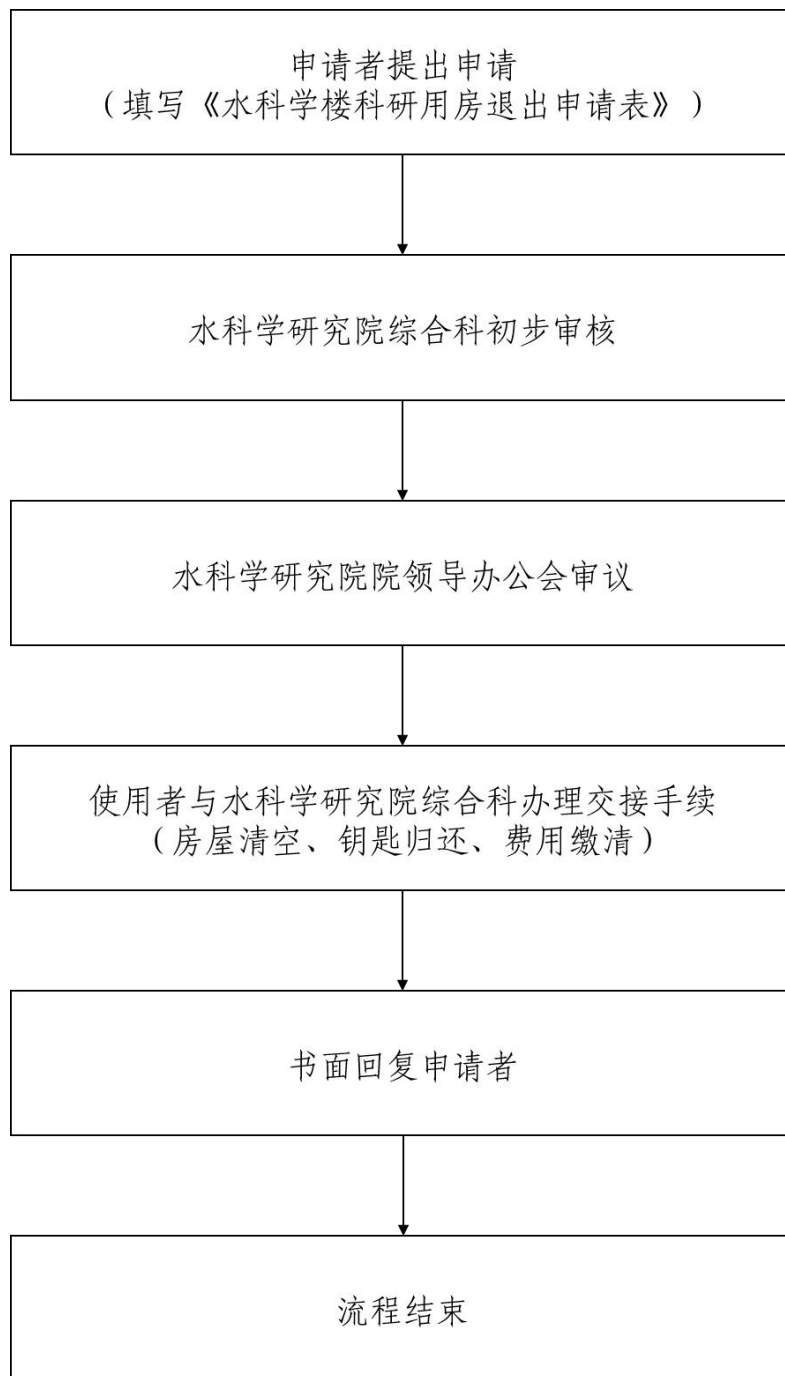 申请者提出申请
（填写《水科学楼科研用房退出申请表》）
水科学研究院综合科初步审核
水科学研究院院领导办公会审议
使用者与水科学研究院综合科办理交接手续
（房屋清空、钥匙归还、费用缴清）
书面回复申请者
流程结束